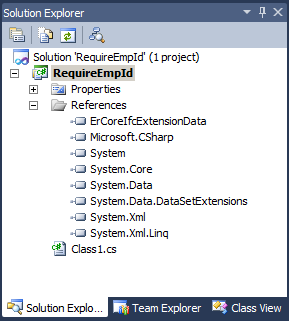 Solution Explorer
Solution 'RequireEmpId' (1 project)
RequireEmpId
Properties
References
ErCoreIfcExtensionData
Microsoft.CSharp
System
System.Core
System.Data
System.Data.DataSetExtensions
System.Xml
System.Xml.Linq
Class1.cs
Solution Explo... Team Explorer Class View